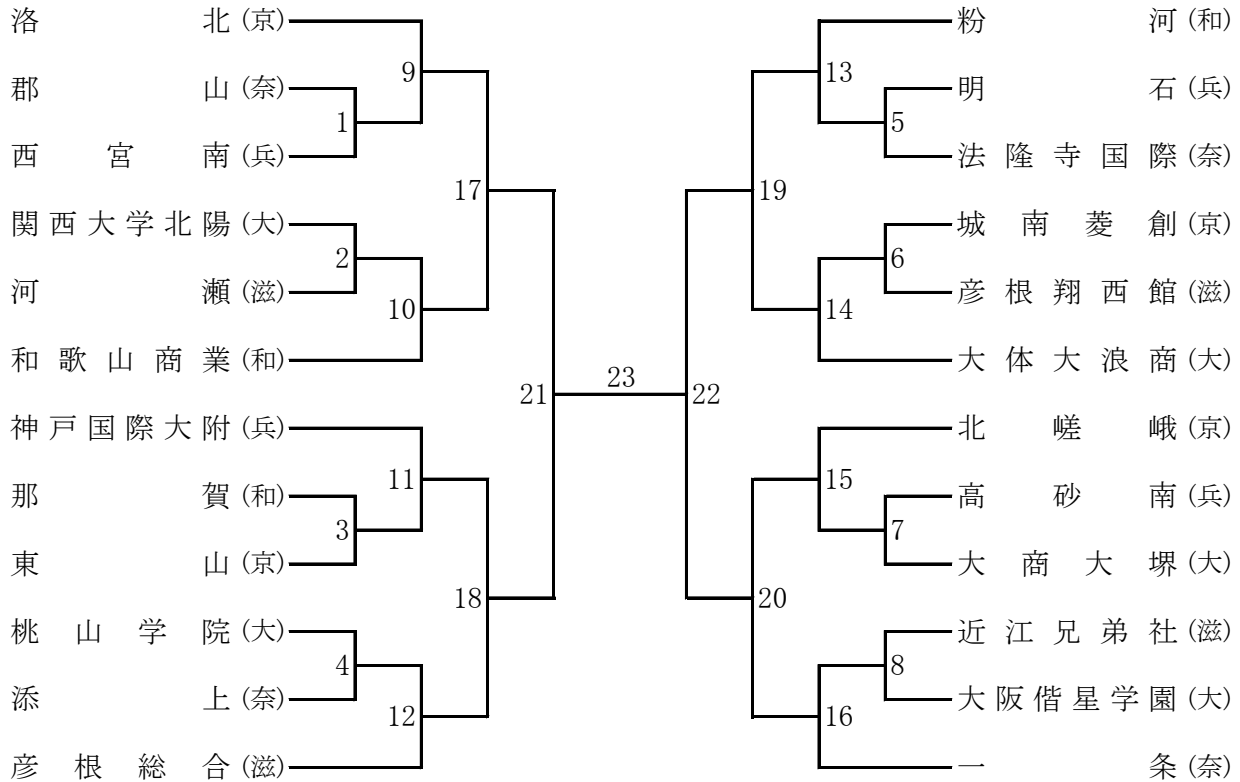 洛北(京)
郡山(奈)
西宮南(兵)
関西大学北陽(大)
河瀬(滋)
和歌山商業(和)
神戸国際大附(兵)
那賀(和)
東山(京)
桃山学院(大)
添上(奈)
彦根総合(滋)
1
2
3
4
9
10
11
12
17
18
21
23
22
19
20
13
14
15
16
5
6
7
8
粉河(和)
明石(兵)
法隆寺国際(奈)
城南菱創(京)
彦根翔西館(滋)
大体大浪商(大)
北嵯峨(京)
高砂南(兵)
大商大堺(大)
近江兄弟社(滋)
大阪偕星学園(大)
一条(奈)